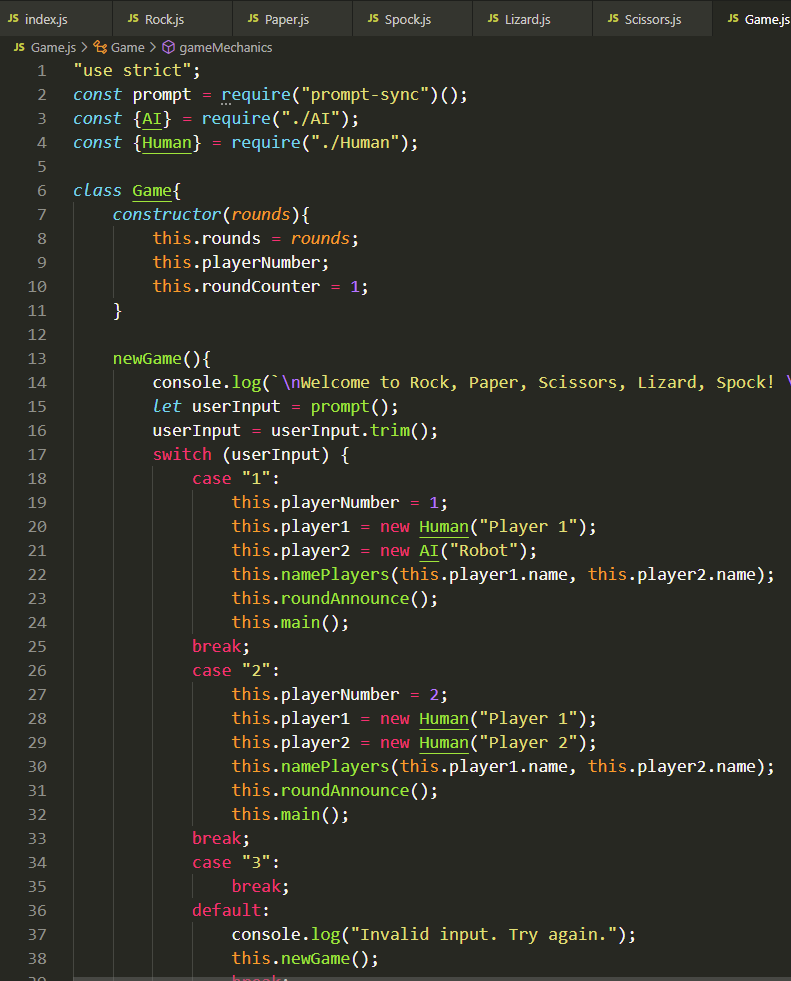 JS index.js JS Rock.js JS Paper.js JS Spock.js JS Lizard.js JS Scissors.js JS Game.js
JS Game.js > Game > gameMechanics
1 "use strict";
2 const prompt = require("prompt-sync")();
3 const {AI} = require("./AI");
4 const {Human} = require("./Human");
5
6 class Game{
7 constructor(rounds){
8 this.rounds = rounds;
9 this.playerNumber;
10 this.roundCounter = 1;
11 }
12
13 newGame(){
14 console.log(`\nWelcome to Rock, Paper, Scissors, Lizard, Spock! \
15 let userInput = prompt();
16 userInput = userInput.trim();
17 switch (userInput) {
18 case "1":
19 this.playerNumber = 1;
20 this.player1 = new Human("Player 1");
21 this.player2 = new AI("Robot");
22 this.namePlayers(this.player1.name, this.player2.name);
23 this.roundAnnounce();
24 this.main();
25 break;
26 case "2":
27 this.playerNumber = 2;
28 this.player1 = new Human("Player 1");
29 this.player2 = new Human("Player 2");
30 this.namePlayers(this.player1.name, this.player2.name);
31 this.roundAnnounce();
32 this.main();
33 break;
34 case "3":
35 break;
36 default:
37 console.log("Invalid input. Try again.");
38 this.newGame();
39 break;